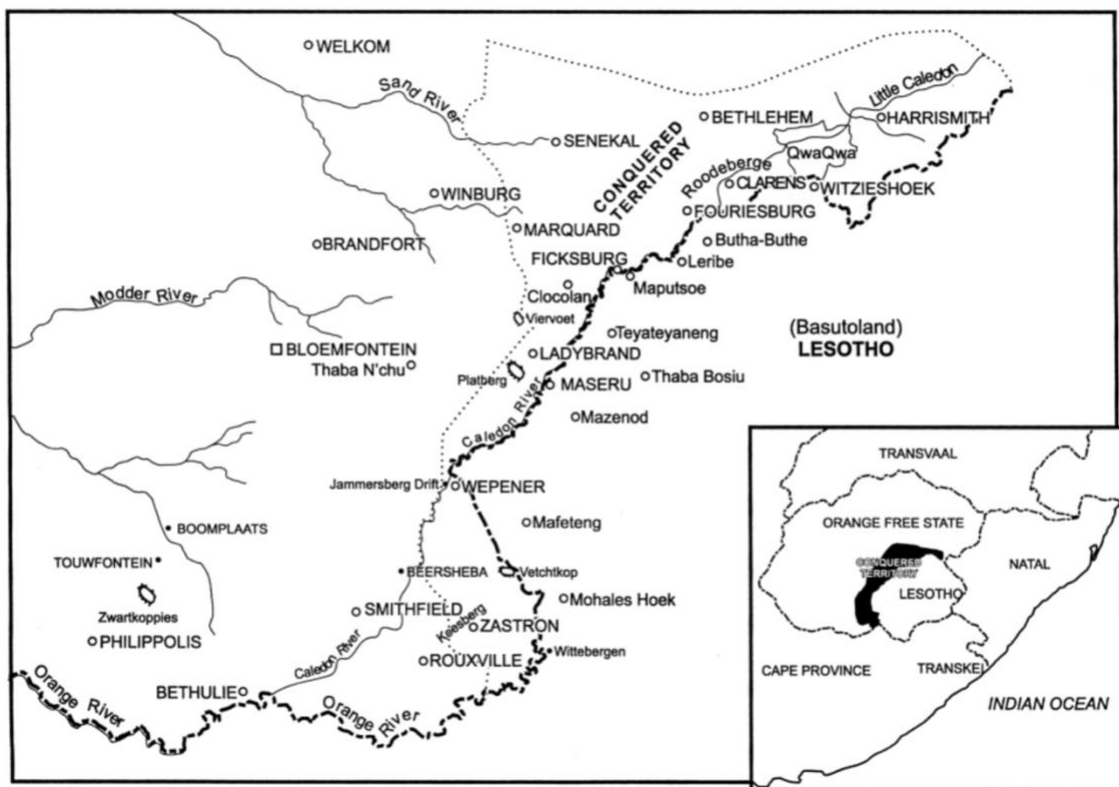 WELKOM
Sand River
SENEKAL
CONQUERED
TERRITORY
BETHLEHEM
Little Caledon
HARRISMITH
QwaQwa
Roodeberge
CLARENS
WITZIESHOEK
WINBURG
FOURIESBURG
MARQUARD
BRANDFORT
Butha-Buthe
FICKSBURG
Leribe
Maputsoe
Clocolan
Modder River
Viervoet
Teyateyaneng
(Basutoland)
LESOTHO
BLOEMFONTEIN
LADYBRAND
Thaba N'chu
Platberg
MASERU
Thaba Bosiu
Caledon River
Mazenod
Jammersberg Drift
WEPENER
BOOMPLAATS
Mafeteng
TOUWFONTEIN
BEERSHEBA
Vetchtkop
Zwartkoppies
SMITHFIELD
Mohales Hoek
Keesberg
ZASTRON
PHILIPPOLIS
Caledon River
ROUXVILLE
Wittebergen
BETHULIE
Orange River
Orange River
TRANSVAAL
ORANGE FREE STATE
CONQUERED
TERRITORY
NATAL
LESOTHO
CAPE PROVINCE
TRANSKEI
INDIAN OCEAN